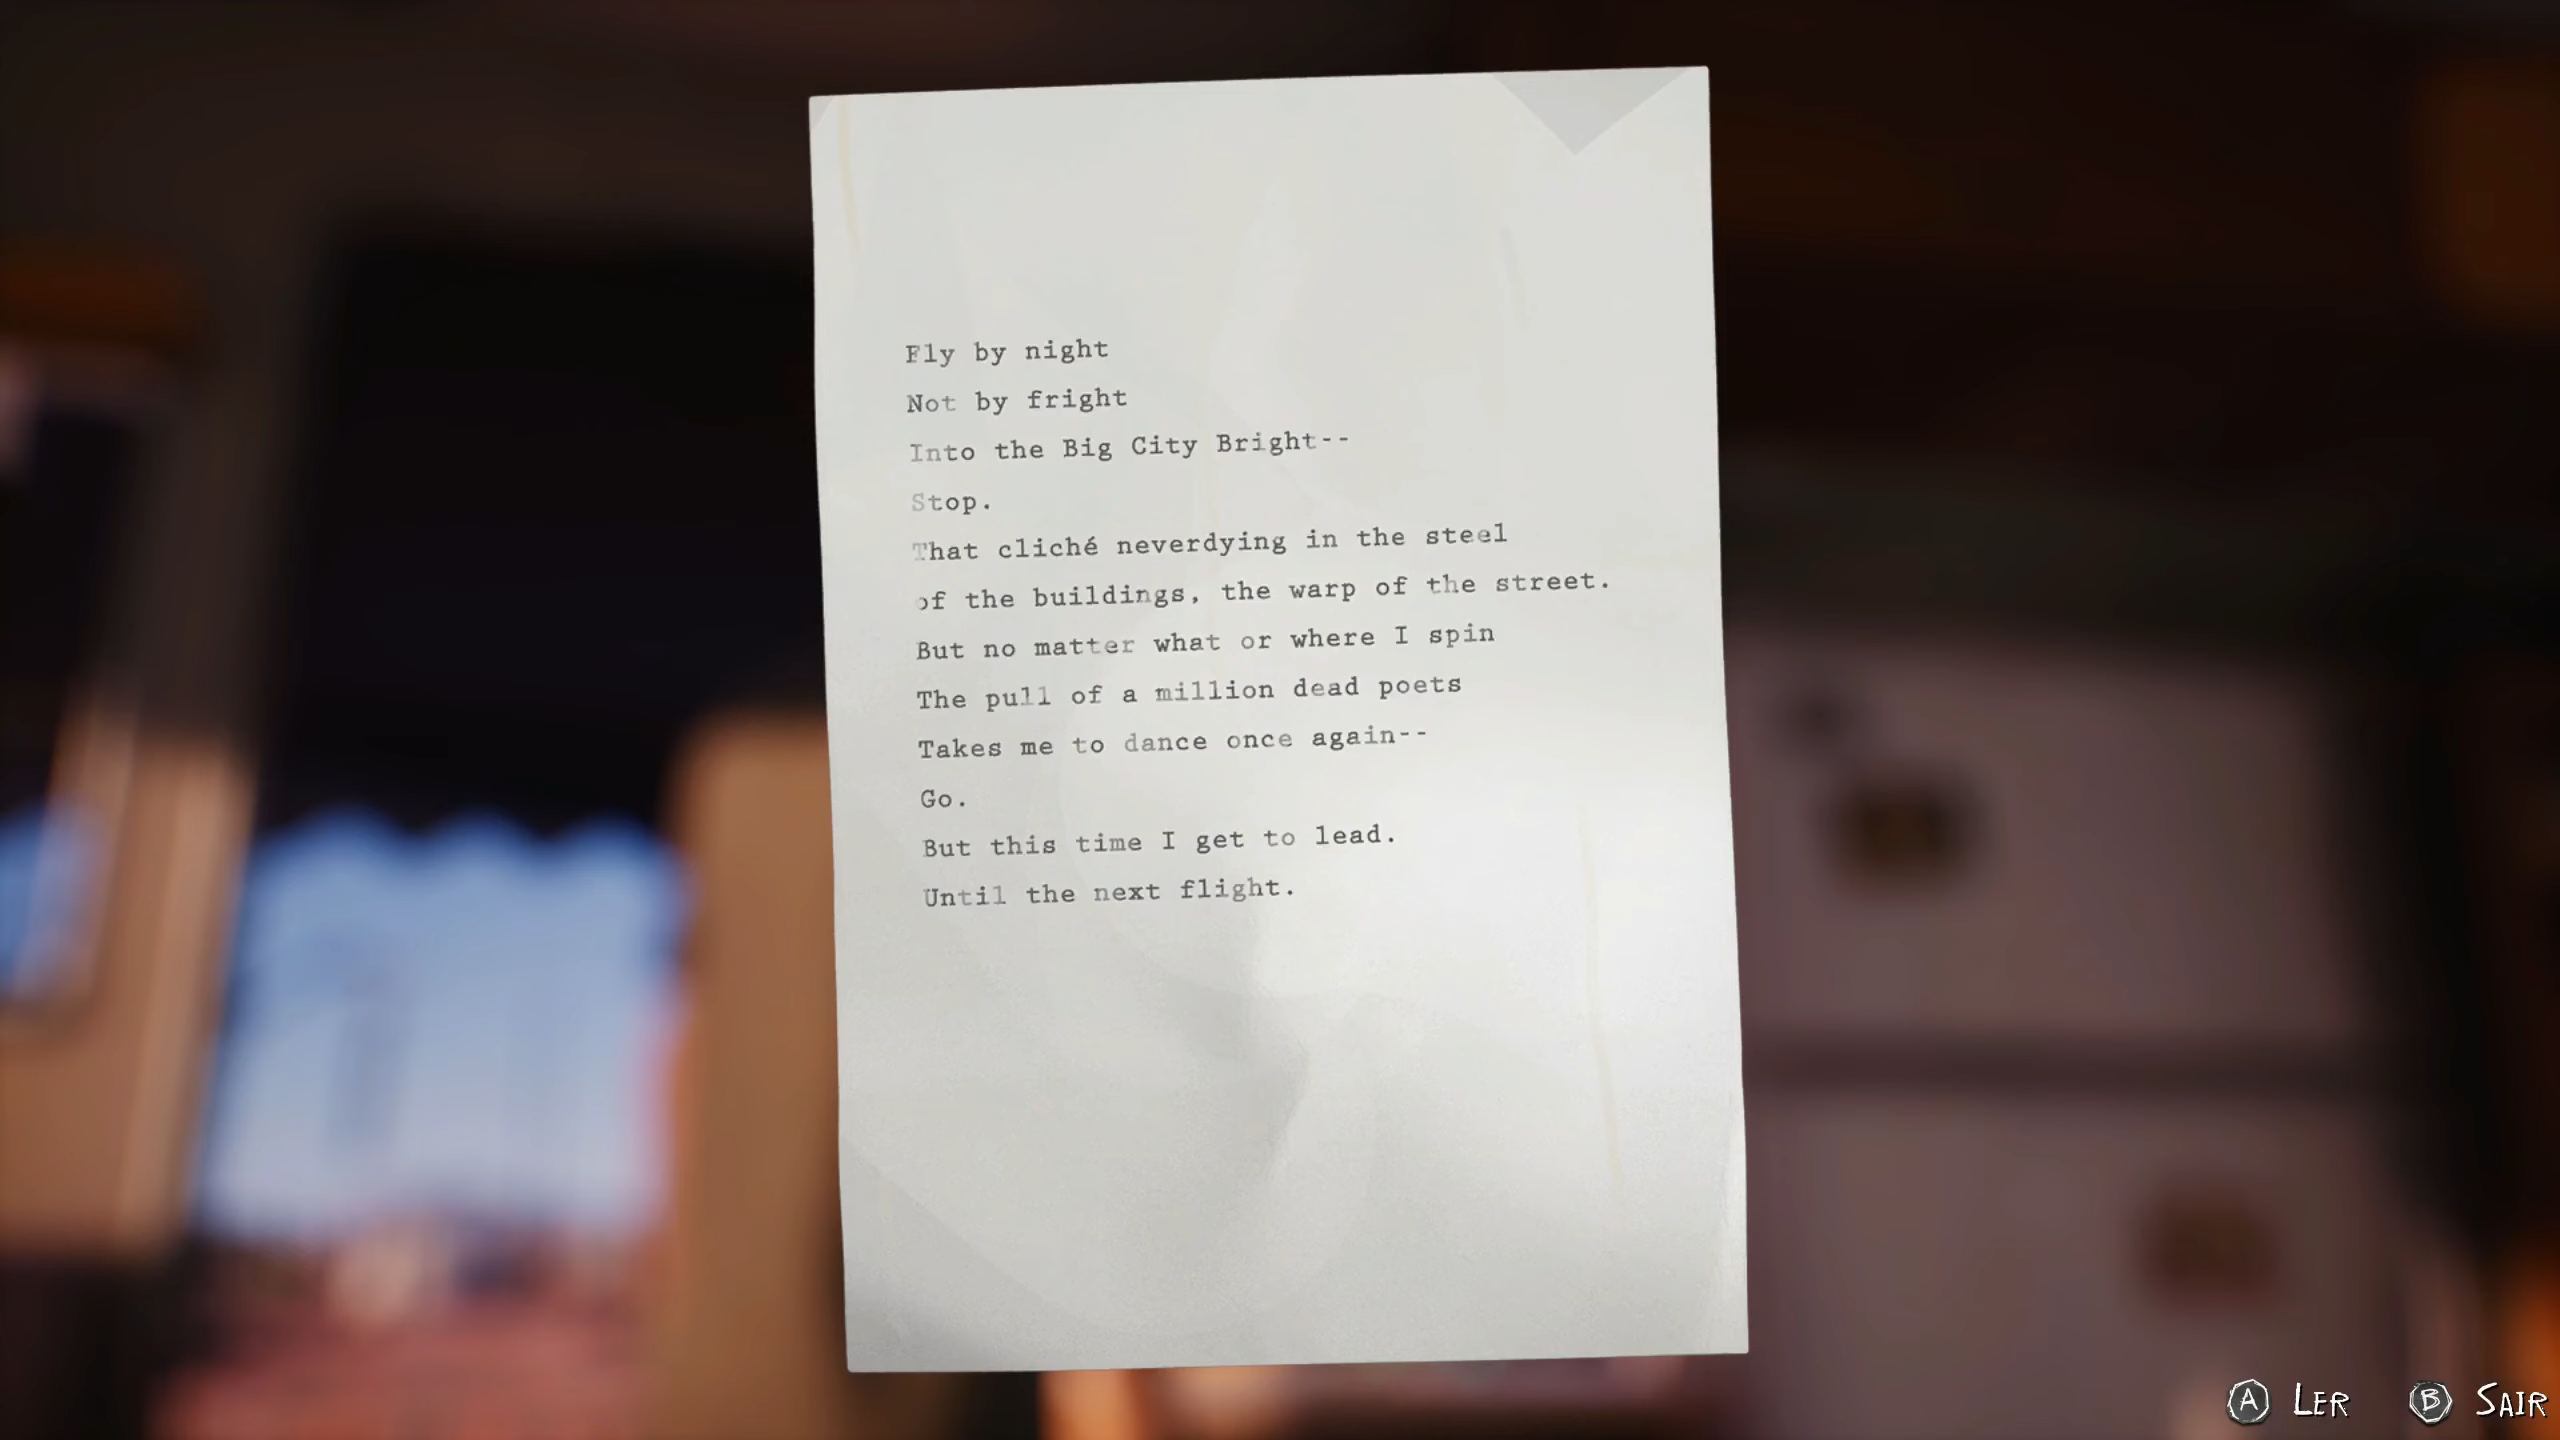 Fly by night
Not by fright
Into the Big City Bright--
Stop.
That cliché neverdying in the steel
of the buildings, the warp of the street.
But no matter what or where I spin
The pull of a million dead poets
Takes me to dance once again--
Go.
But this time I get to lead.
Until the next flight.
A LER B SAIR